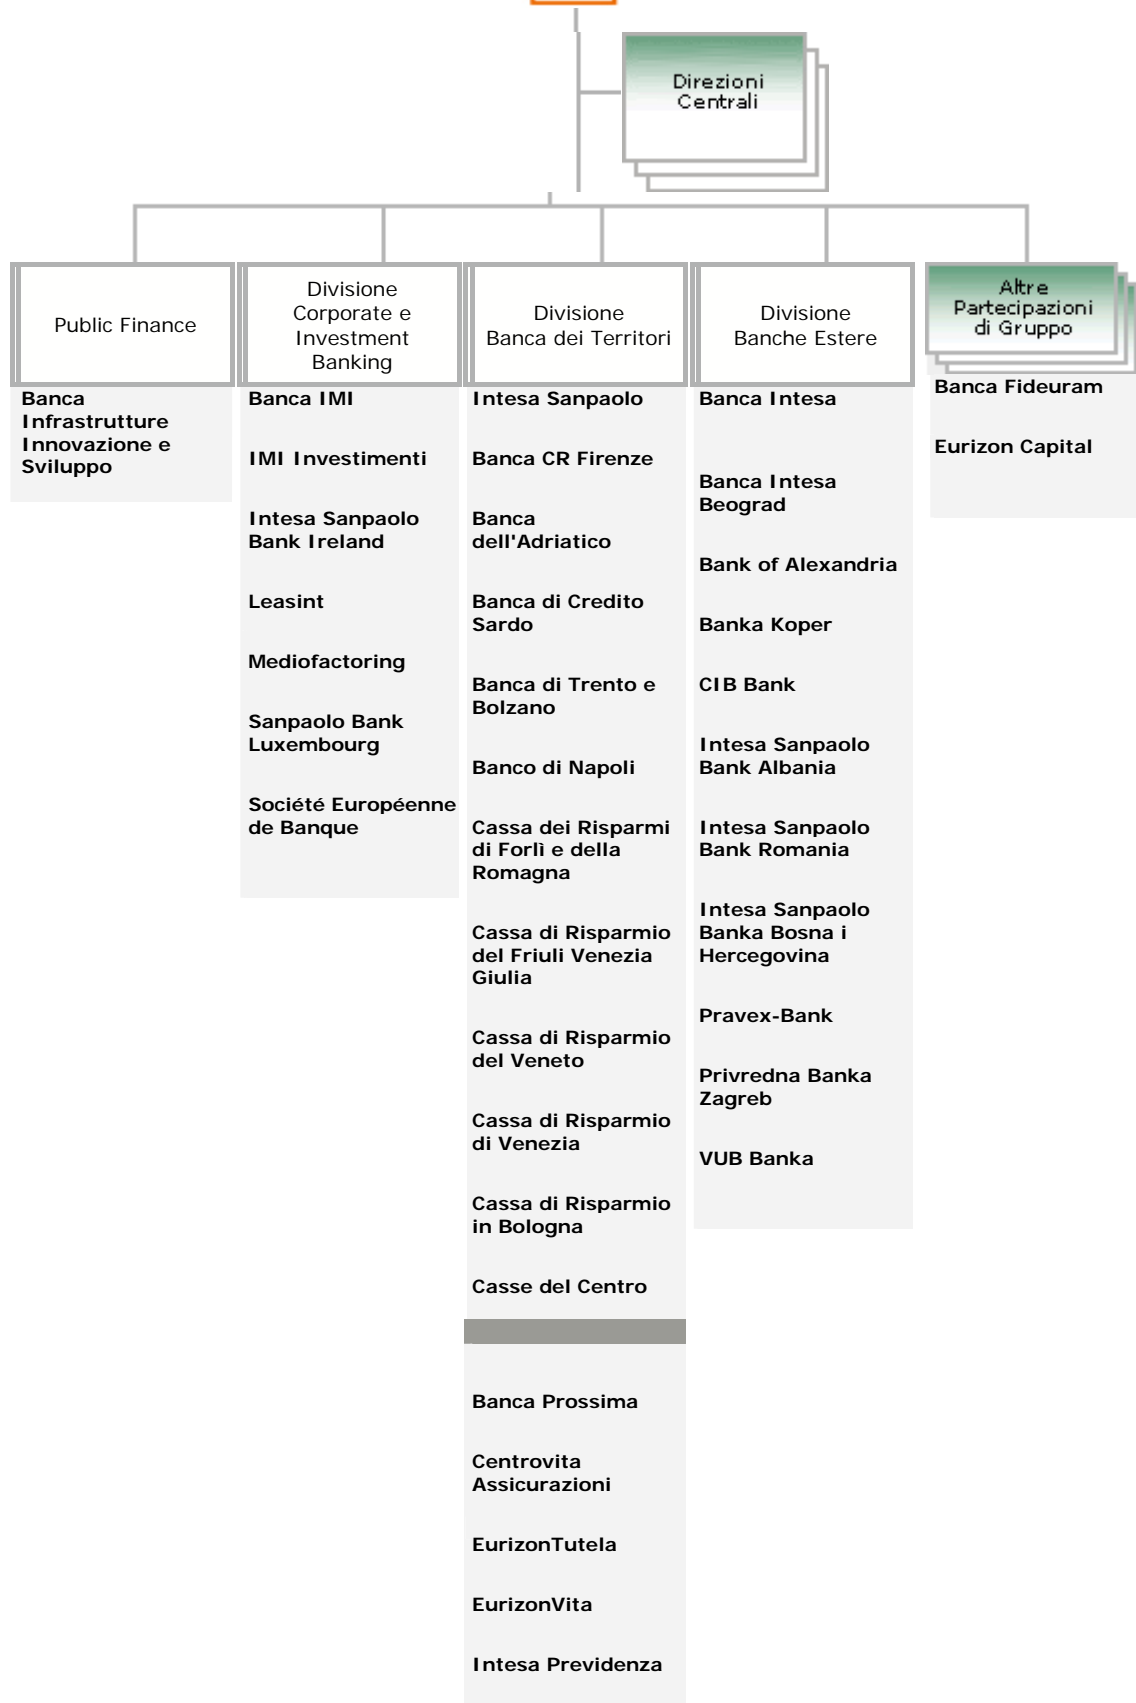 Direzioni
Centrali
Public Finance
Divisione
Corporate e
Investment
Banking
Divisione
Banca dei Territori
Divisione
Banche Estere
Altre
Partecipazioni
di Gruppo
Banca
Infrastrutture
Innovazione e
Sviluppo
Banca IMI
IMI Investimenti
Intesa Sanpaolo
Bank Ireland
Leasint
Mediofactoring
Sanpaolo Bank
Luxembourg
Société Européenne
de Banque
Intesa Sanpaolo
Banca CR Firenze
Banca
dell'Adriatico
Banca di Credito
Sardo
Banca di Trento e
Bolzano
Banco di Napoli
Cassa dei Risparmi
di Forlì e della
Romagna
Cassa di Risparmio
del Friuli Venezia
Giulia
Cassa di Risparmio
del Veneto
Cassa di Risparmio
di Venezia
Cassa di Risparmio
in Bologna
Casse del Centro
Banca Prossima
Centrovita
Assicurazioni
EurizonTutela
EurizonVita
Intesa Previdenza
Banca Intesa
Banca Intesa
Beograd
Bank of Alexandria
Banka Koper
CIB Bank
Intesa Sanpaolo
Bank Albania
Intesa Sanpaolo
Bank Romania
Intesa Sanpaolo
Banka Bosna i
Hercegovina
Pravex-Bank
Privredna Banka
Zagreb
VUB Banka
Banca Fideuram
Eurizon Capital